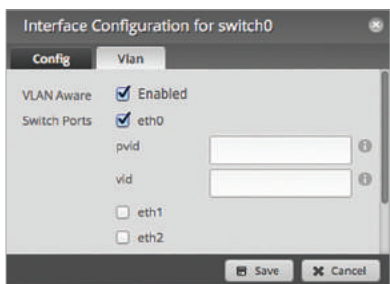 Interface Configuration for switch0
Config Vlan
VLAN Aware Enabled
Switch Ports eth0
pvid
vid
eth1
eth2
Save Cancel